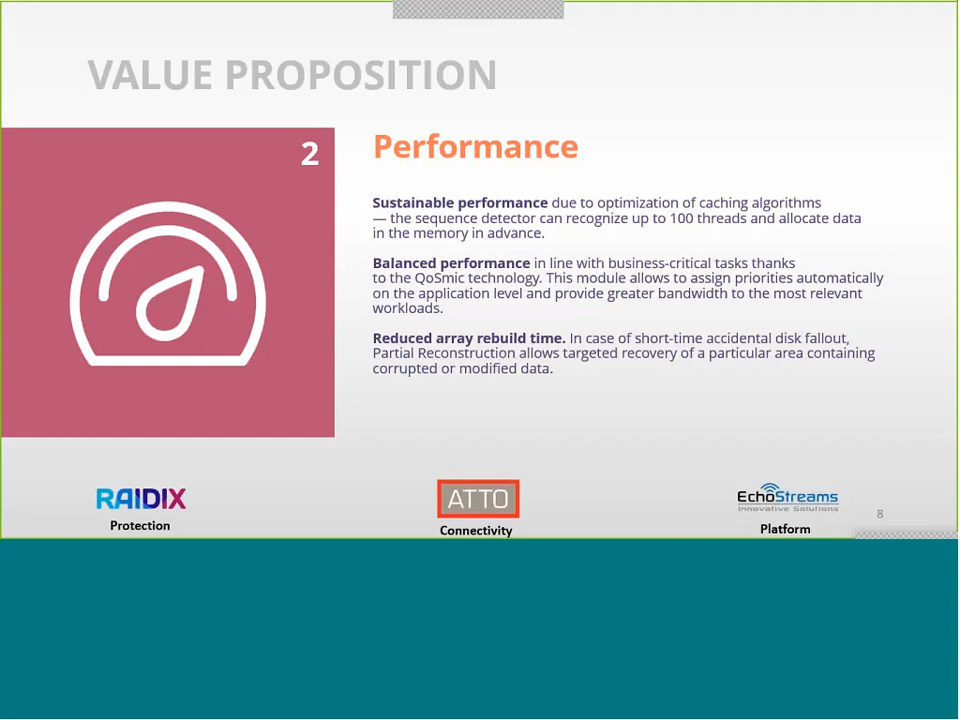 VALUE PROPOSITION
2
Performance
Sustainable performance due to optimization of caching algorithms
— the sequence detector can recognize up to 100 threads and allocate data
in the memory in advance.
Balanced performance in line with business-critical tasks thanks
to the QoSmic technology. This module allows to assign priorities automatically
on the application level and provide greater bandwidth to the most relevant
workloads.
Reduced array rebuild time. In case of short-time accidental disk fallout,
Partial Reconstruction allows targeted recovery of a particular area containing
corrupted or modified data.
RAIDIX
Protection
ATTO
Connectivity
EchoStreams
Innovative Solutions
Platform
8